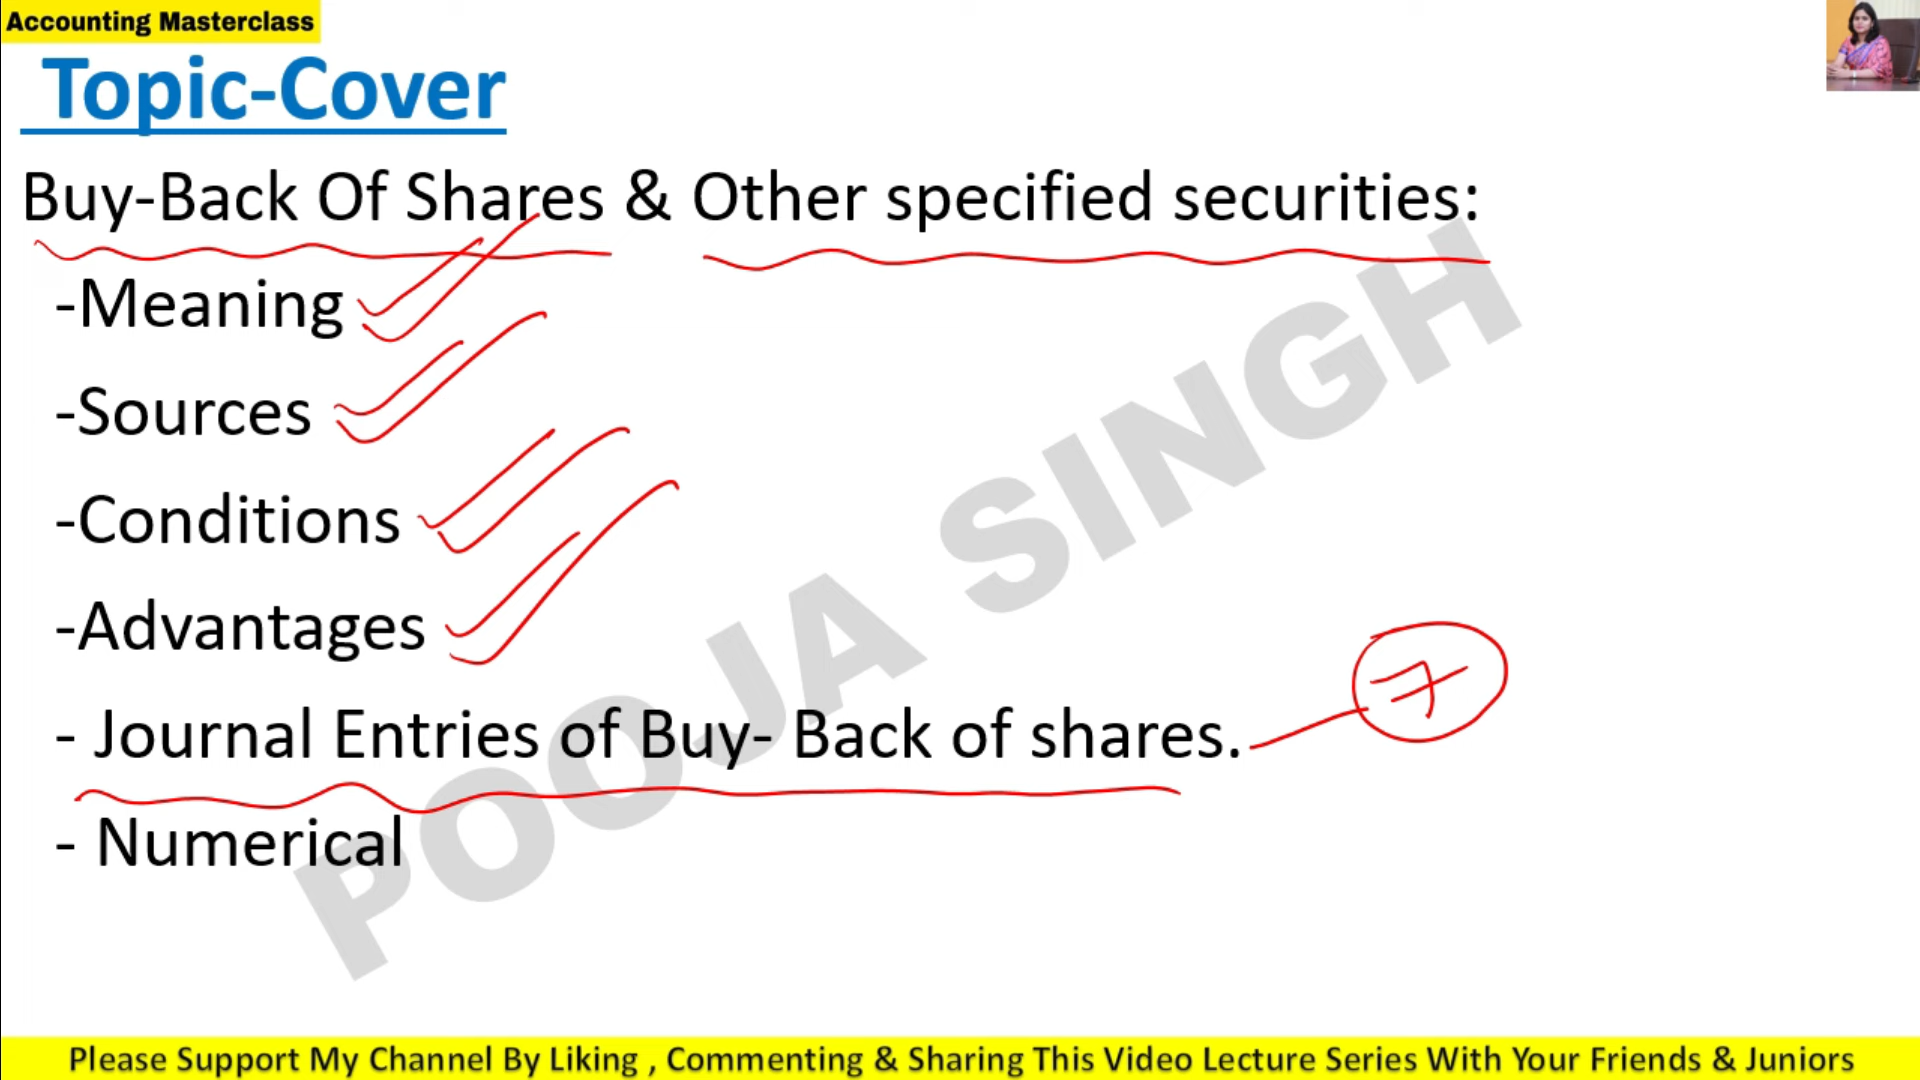 Accounting Masterclass
Topic-Cover
Buy-Back Of Shares & Other specified securities:
-Meaning
-Sources
-Conditions
-Advantages
- Journal Entries of Buy- Back of shares.
7
- Numerical
POOJA SINGH
Please Support My Channel By Liking , Commenting & Sharing This Video Lecture Series With Your Friends & Juniors